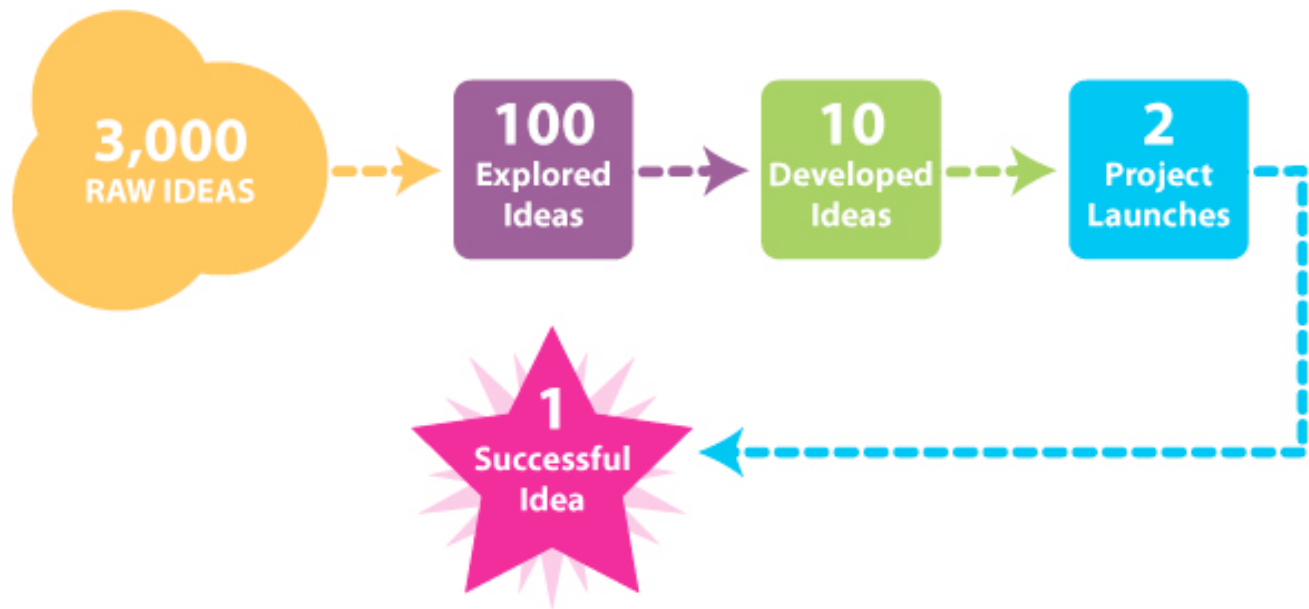 3,000
RAW IDEAS
100
Explored
Ideas
10
Developed
Ideas
2
Project
Launches
1
Successful
Idea